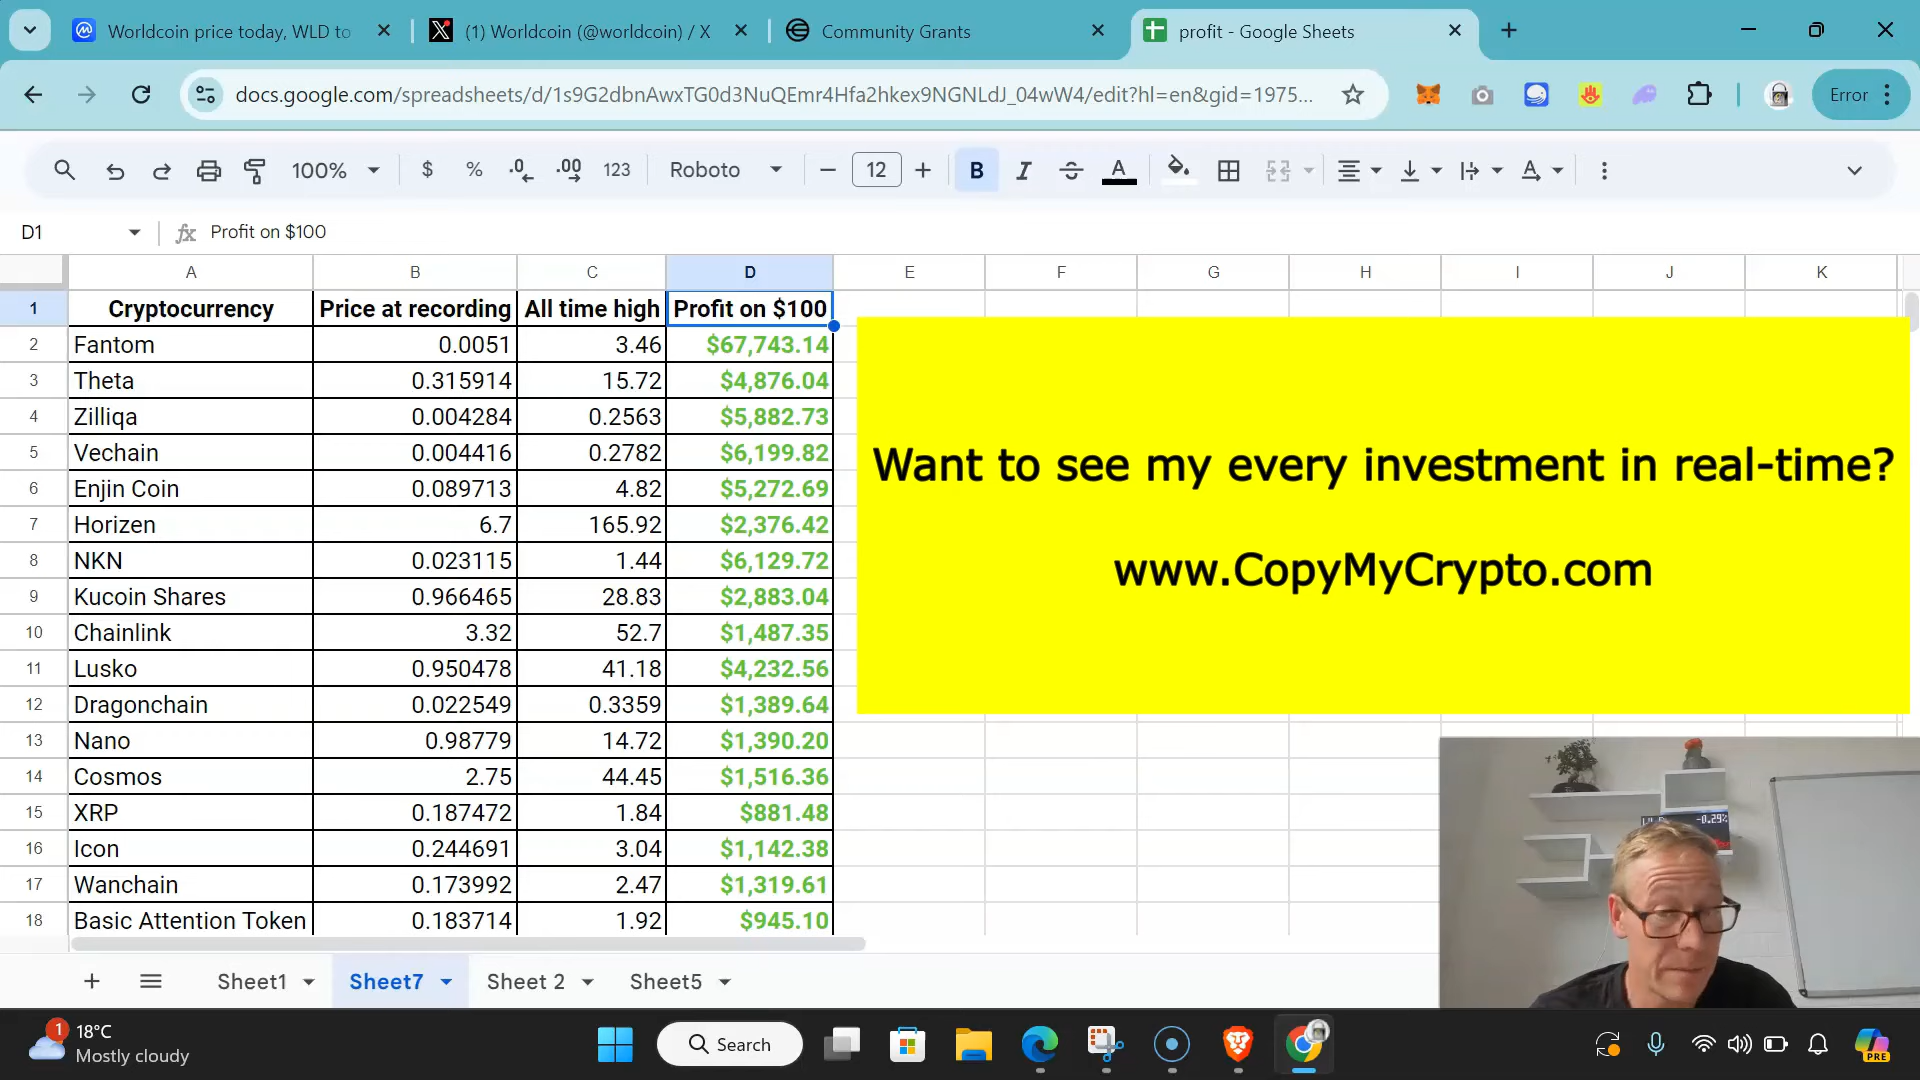 Worldcoin price today, WLD to
(1) Worldcoin (@worldcoin) / X
Community Grants
profit - Google Sheets
docs.google.com/spreadsheets/d/1s9G2dbnAwxTG0d3NuQEmr4Hfa2hkex9NGNLdJ_04wW4/edit?hl=en&gid=1975...
Error
100% $ % .0 .00 123 Roboto 12 B I A A
D1 fx Profit on $100
A B C D E F G H I J K
1 Cryptocurrency Price at recording All time high Profit on $100
2 Fantom 0.0051 3.46 $67,743.14
3 Theta 0.315914 15.72 $4,876.04
4 Zilliqa 0.004284 0.2563 $5,882.73
5 Vechain 0.004416 0.2782 $6,199.82
6 Enjin Coin 0.089713 4.82 $5,272.69
7 Horizen 6.7 165.92 $2,376.42
8 NKN 0.023115 1.44 $6,129.72
9 Kucoin Shares 0.966465 28.83 $2,883.04
10 Chainlink 3.32 52.7 $1,487.35
11 Lusko 0.950478 41.18 $4,232.56
12 Dragonchain 0.022549 0.3359 $1,389.64
13 Nano 0.98779 14.72 $1,390.20
14 Cosmos 2.75 44.45 $1,516.36
15 XRP 0.187472 1.84 $881.48
16 Icon 0.244691 3.04 $1,142.38
17 Wanchain 0.173992 2.47 $1,319.61
18 Basic Attention Token 0.183714 1.92 $945.10
Want to see my every investment in real-time?
www.CopyMyCrypto.com
-0.29%
Sheet1 Sheet7 Sheet 2 Sheet5
1
18°C
Mostly cloudy
Search
PRE